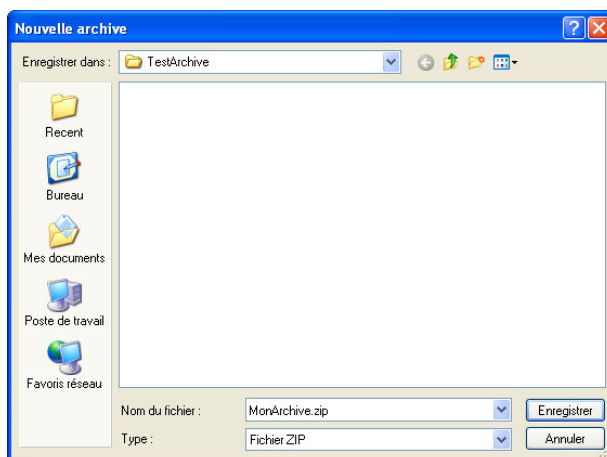 Nouvelle archive
Enregistrer dans :
TestArchive
Recent
Bureau
Mes documents
Poste de travail
Favoris réseau
Nom du fichier :
MonArchive.zip
Enregistrer
Type :
Fichier ZIP
Annuler